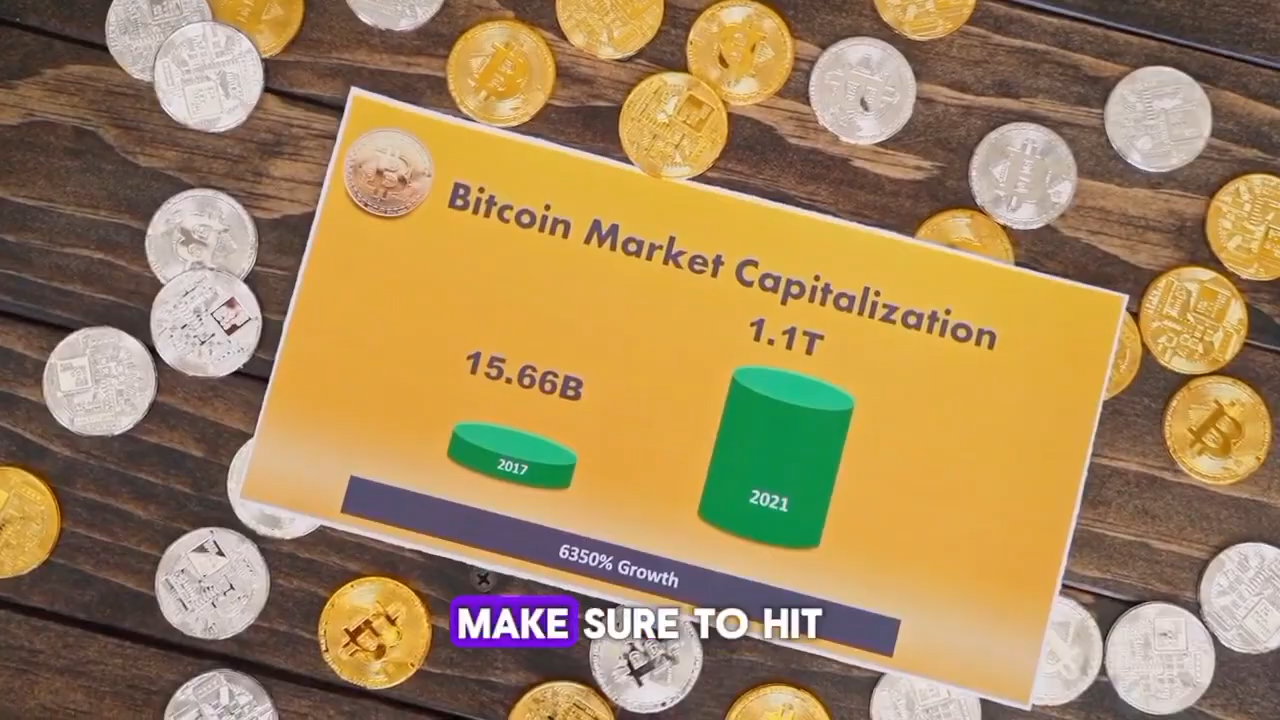 Bitcoin Market Capitalization
1.1T
15.66B
2017
2021
6350% Growth
MAKE SURE TO HIT